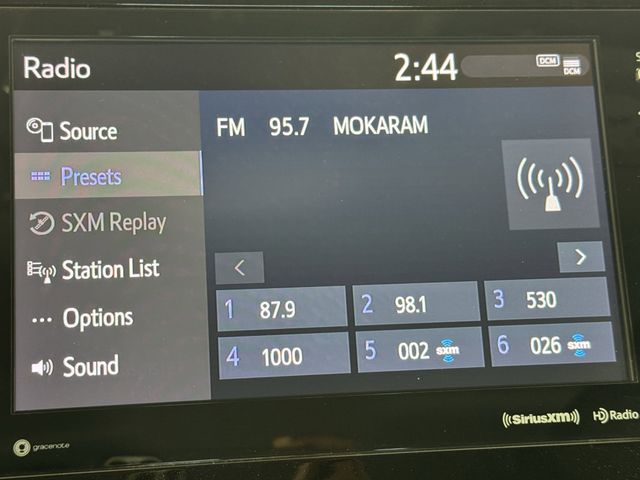 Radio
2:44
DCM
DCM
Source
FM 95.7 MOKARAM
Presets
SXM Replay
Station List
Options
Sound
1 87.9
2 98.1
3 530
4 1000
5 002 sxm
6 026 sxm
((SiriusXM))
HD Radio
gracenote